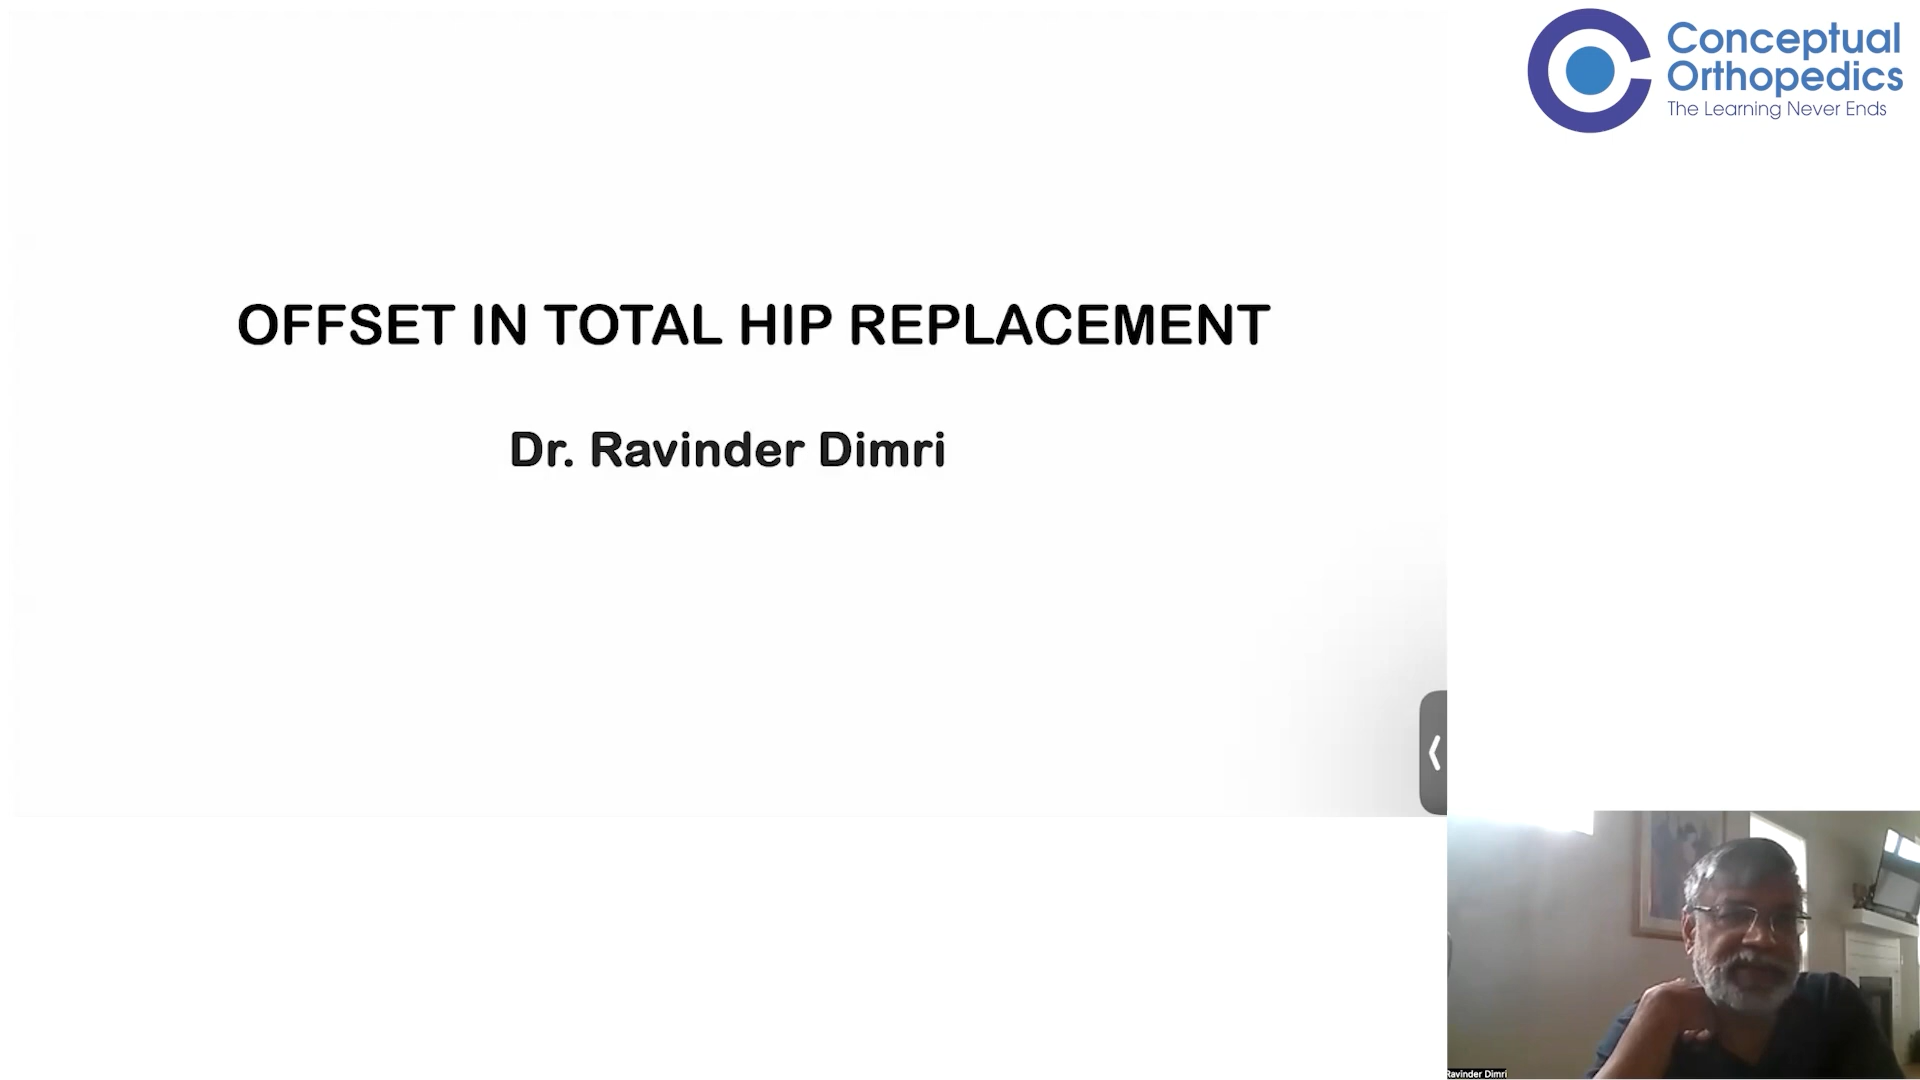 Conceptual
Orthopedics
The Learning Never Ends
OFFSET IN TOTAL HIP REPLACEMENT
Dr. Ravinder Dimri
Ravinder Dimri